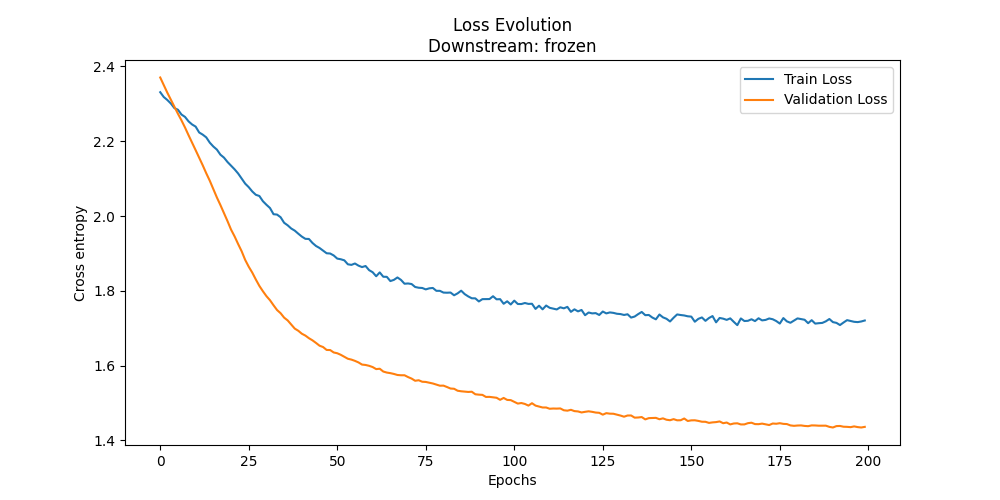 Loss Evolution
Downstream: frozen
Train Loss
Validation Loss
Cross entropy
2.4
2.2
2.0
1.8
1.6
1.4
0 25 50 75 100 125 150 175 200
Epochs